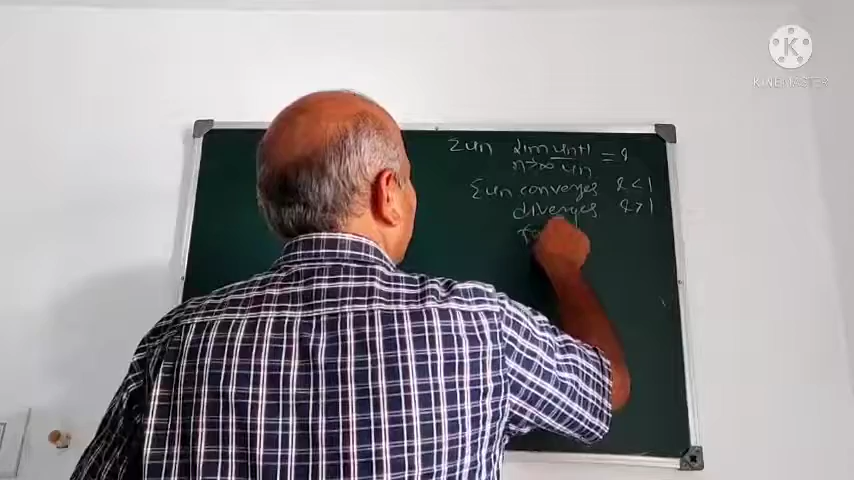 K
KINEMASTER
Σun lim un+1 / n→∞ un = l
Σun converges l<1
diverges l>1